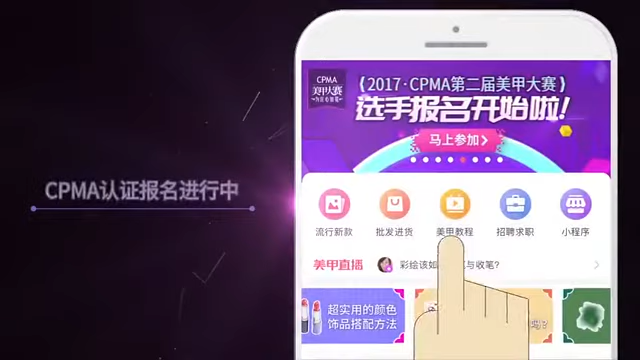 CPMA认证报名进行中
CPMA
美甲大赛
《2017·CPMA第二届美甲大赛》
选手报名开始啦!
马上参加
流行新款
批发进货
美甲教程
招聘求职
小程序
美甲直播
彩绘该如
与收笔?
超实用的颜色
饰品搭配方法
吗?